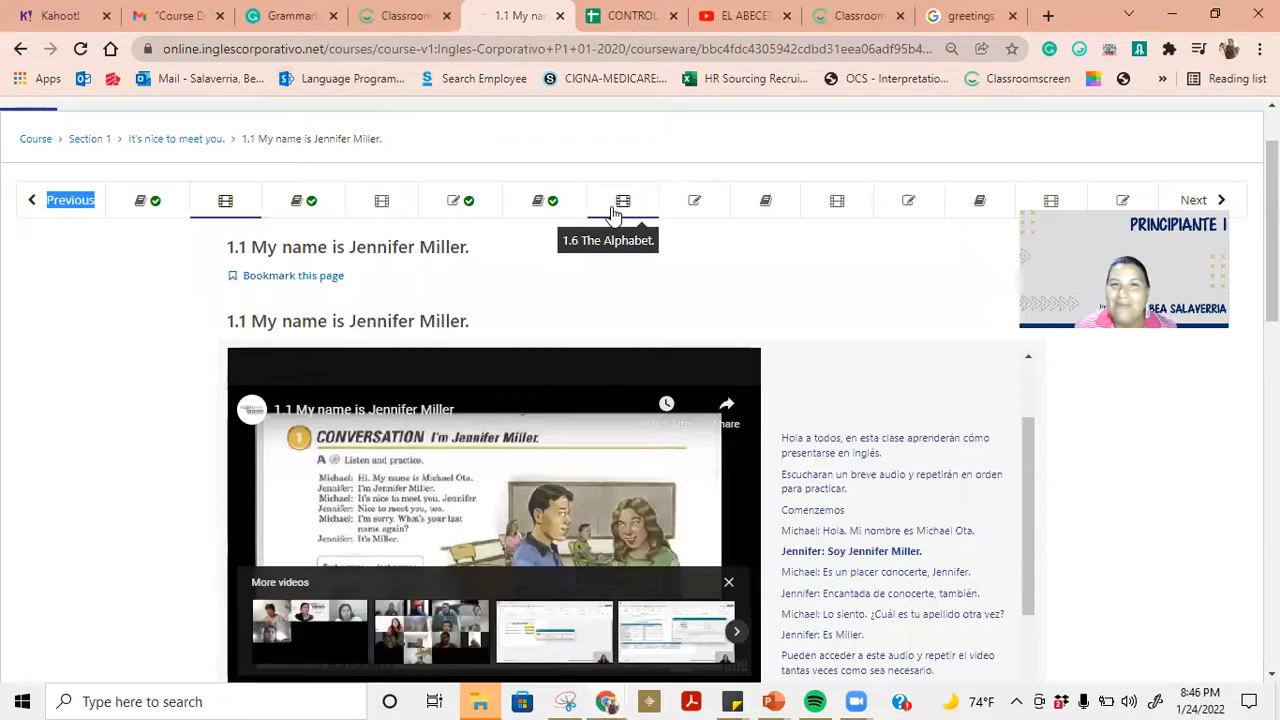 "C
Classroom
1.1 My na
CONTROL
EL ABECE
Classroom
greetings
online.inglescorporativo.net/courses/course-v1:Ingles-Corporativo+P1+01-2020/courseware/bbc4fdc4305942cdbd31eea06adf95b4...
Apps
Mail - Salaverria, Be...
Language Program...
Search Employee
CIGNA-MEDICARE...
HR Sourcing Recrui...
OCS - Interpretatio...
Classroomscreen
Reading list
Course > Section 1 > It's nice to meet you. > 1.1 My name is Jennifer Miller.
Previous
Next
1.6 The Alphabet.
PRINCIPIANTE I
BEA SALAVERRIA
1.1 My name is Jennifer Miller.
Bookmark this page
1.1 My name is Jennifer Miller.
1.1 My name is Jennifer Miller
Share
CONVERSATION I'm Jennifer Miller.
A Listen and practice.
Michael: Hi. My name is Michael Ota.
Jennifer: I'm Jennifer Miller.
Michael: It's nice to meet you, Jennifer.
Jennifer: Nice to meet you, too.
Michael: I'm sorry. What's your last
name again?
Jennifer: It's Miller.
More videos
Hola a todos, en esta clase aprenderán cómo
presentarse en inglés.
Escucharan un breve audio y repetirán en orden
para practicar.
Comenzemos
Michael: Hola. Mi nombre es Michael Ota.
Jennifer: Soy Jennifer Miller.
Michael: Es un placer conocerte, Jennifer.
Jennifer: Encantada de conocerte, también.
Michael: Lo siento. ¿Cuál es tu apellido otra vez?
Jennifer: Es Miller.
Pueden acceder a este audio y repetir el video
tantas veces como sea necesario.
Type here to search
74°F
8:46 PM
1/24/2022